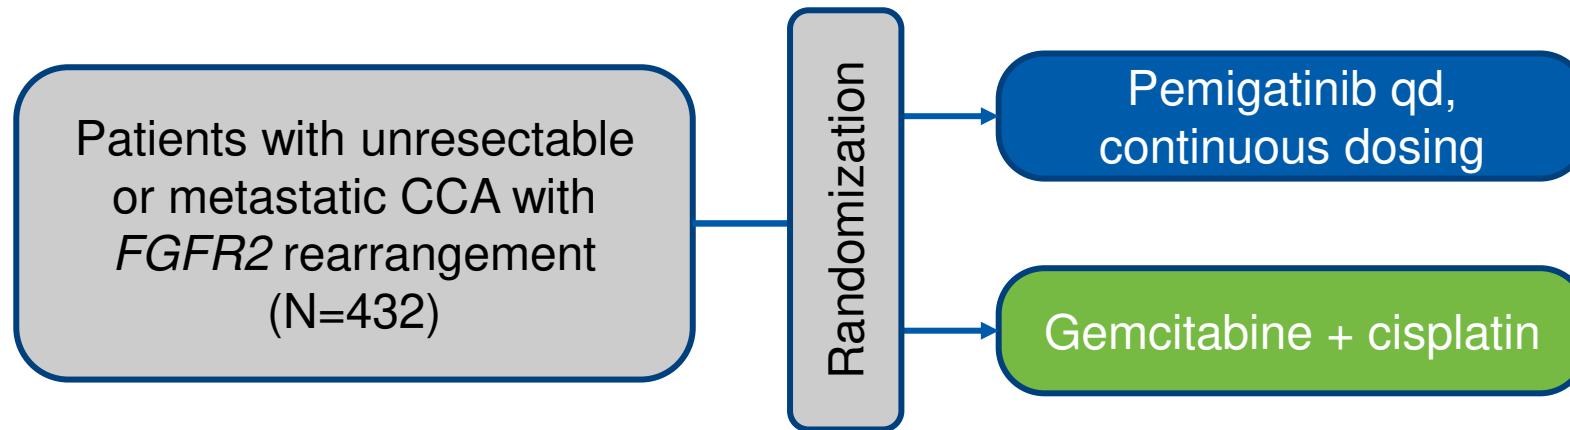 Patients with unresectable
or metastatic CCA with
FGFR2 rearrangement
(N=432)
Randomization
Pemigatinib qd,
continuous dosing
Gemcitabine + cisplatin